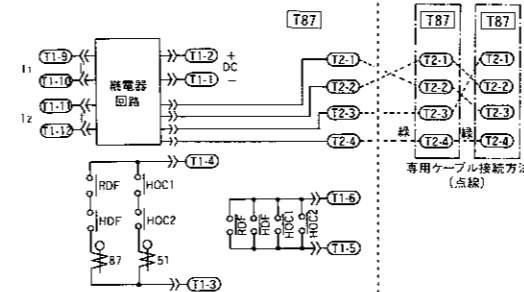 T87
T87
T87
T1-9
T1-10
T1-11
T1-12
I1
I2
継電器
回路
T1-2
T1-1
+
DC
−
T2-1
T2-2
T2-3
T2-4
T2-1
T2-2
T2-3
T2-4
T2-1
T2-2
T2-3
T2-4
緑
緑
専用ケーブル接続方法
(点線)
T1-4
RDF
HOC1
HDF
HOC2
87
51
T1-3
T1-6
RDF
RDF
HOC1
HOC2
T1-5